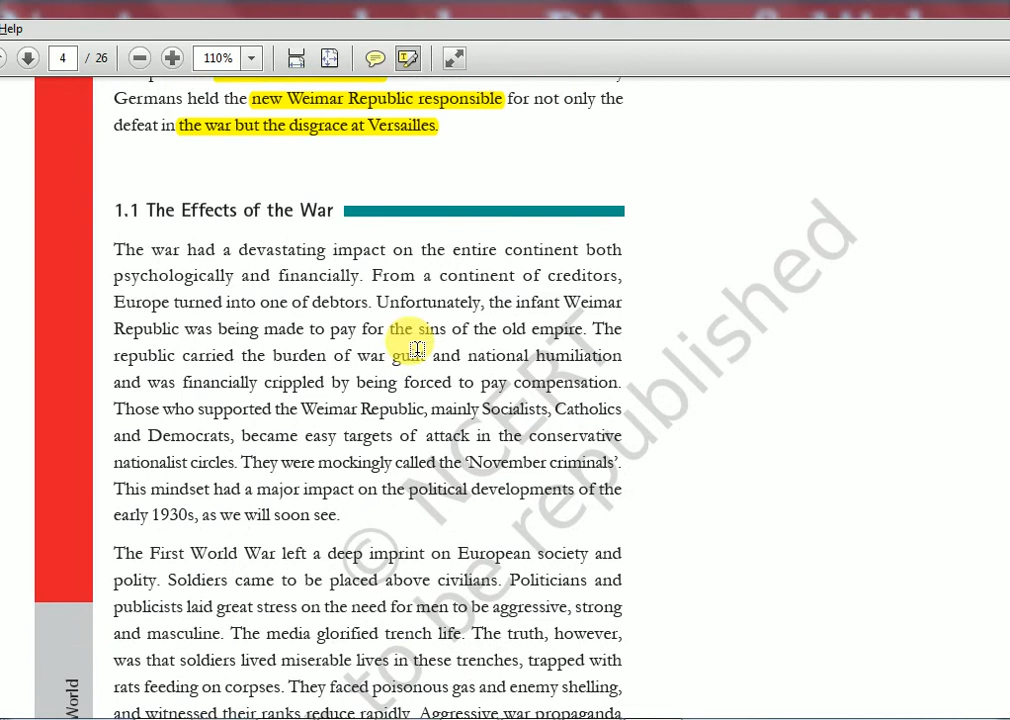 Help
4 / 26 110%
Germans held the new Weimar Republic responsible for not only the
defeat in the war but the disgrace at Versailles.
1.1 The Effects of the War
The war had a devastating impact on the entire continent both
psychologically and financially. From a continent of creditors,
Europe turned into one of debtors. Unfortunately, the infant Weimar
Republic was being made to pay for the sins of the old empire. The
republic carried the burden of war guilt and national humiliation
and was financially crippled by being forced to pay compensation.
Those who supported the Weimar Republic, mainly Socialists, Catholics
and Democrats, became easy targets of attack in the conservative
nationalist circles. They were mockingly called the ‘November criminals’.
This mindset had a major impact on the political developments of the
early 1930s, as we will soon see.
The First World War left a deep imprint on European society and
polity. Soldiers came to be placed above civilians. Politicians and
publicists laid great stress on the need for men to be aggressive, strong
and masculine. The media glorified trench life. The truth, however,
was that soldiers lived miserable lives in these trenches, trapped with
rats feeding on corpses. They faced poisonous gas and enemy shelling,
and witnessed their ranks reduce rapidly. Aggressive war propaganda
World
© NCERT
to be republished